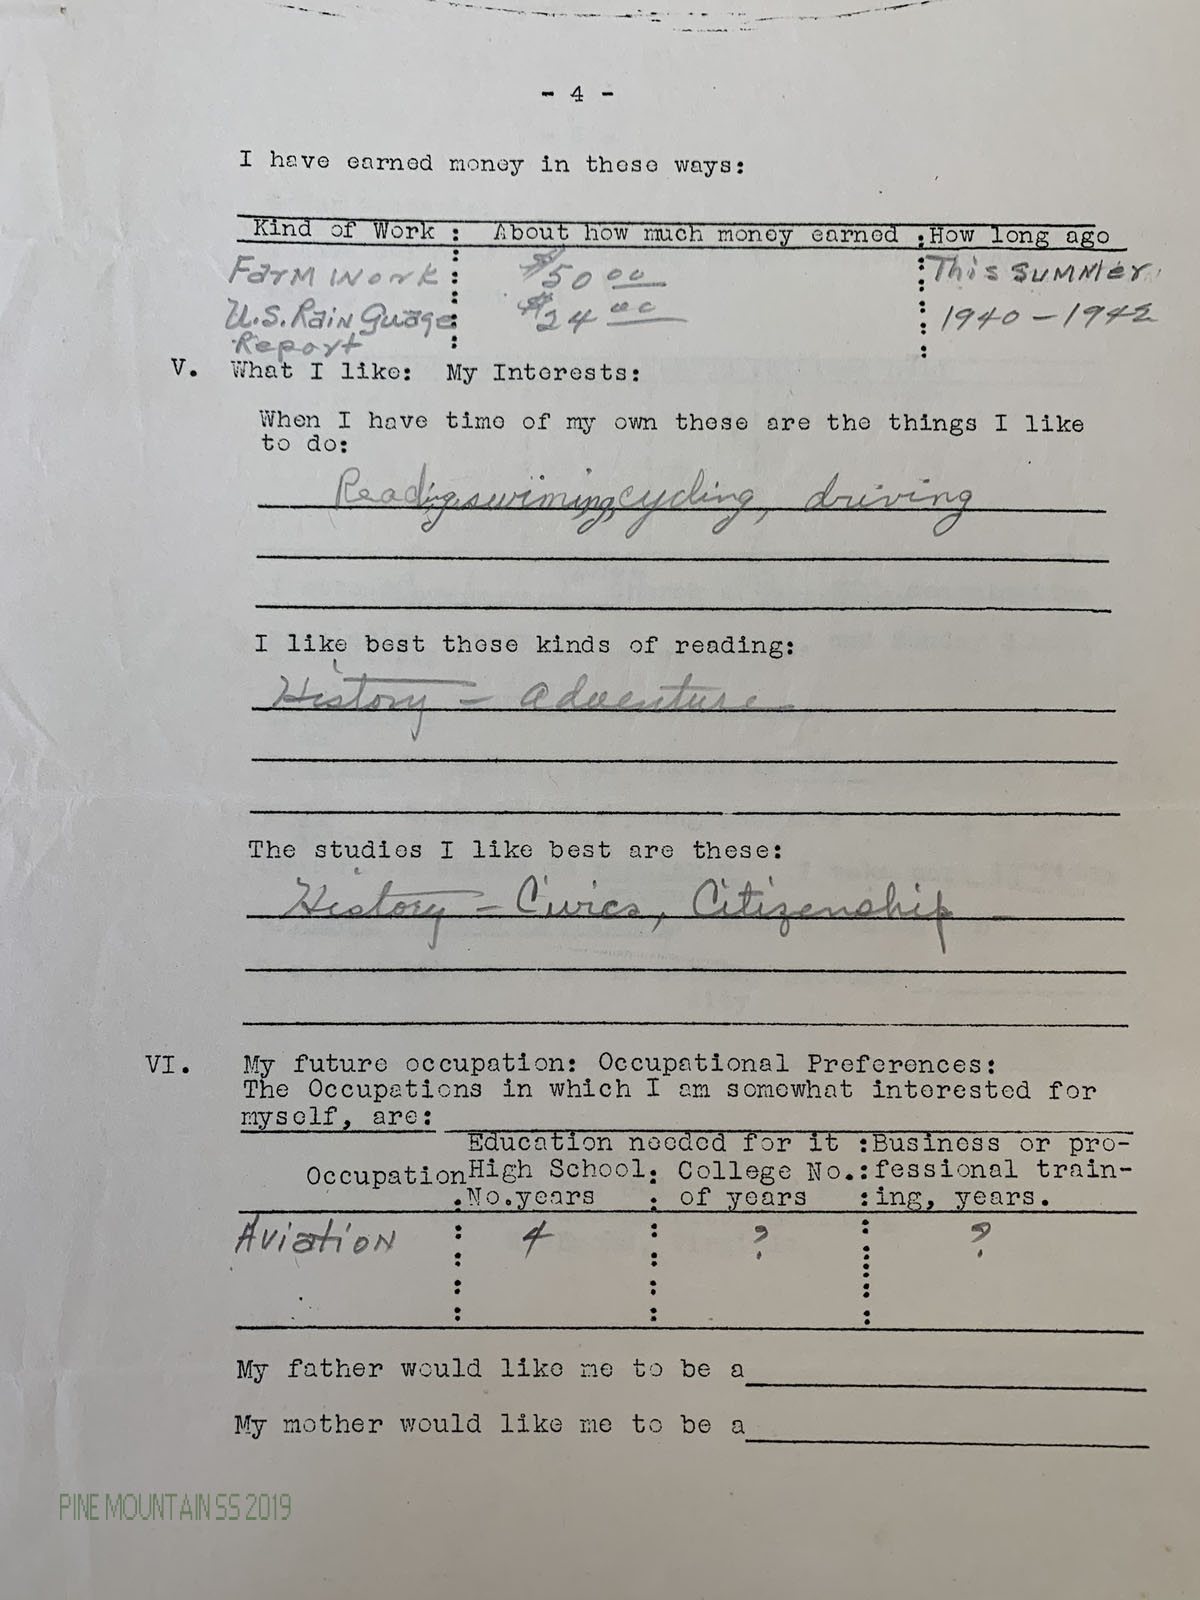 - 4 -
I have earned money in these ways:
Kind of Work : About how much money earned : How long ago
Farm Work : $50 00 : This Summer
U.S. Rain Guage : $24 00 : 1940 - 1942
Report :
V. What I like: My Interests:
When I have time of my own these are the things I like
to do:
Reading, swiming, cycling, driving
I like best these kinds of reading:
History - adventure
The studies I like best are these:
History - Civics, Citizenship -
VI. My future occupation: Occupational Preferences:
The Occupations in which I am somewhat interested for
myself, are:
Education needed for it :Business or pro-
Occupation High School: College No.:fessional train-
:No.years : of years :ing, years.
Aviation : 4 : ? : ?
My father would like me to be a
My mother would like me to be a
PINE MOUNTAIN SS 2019